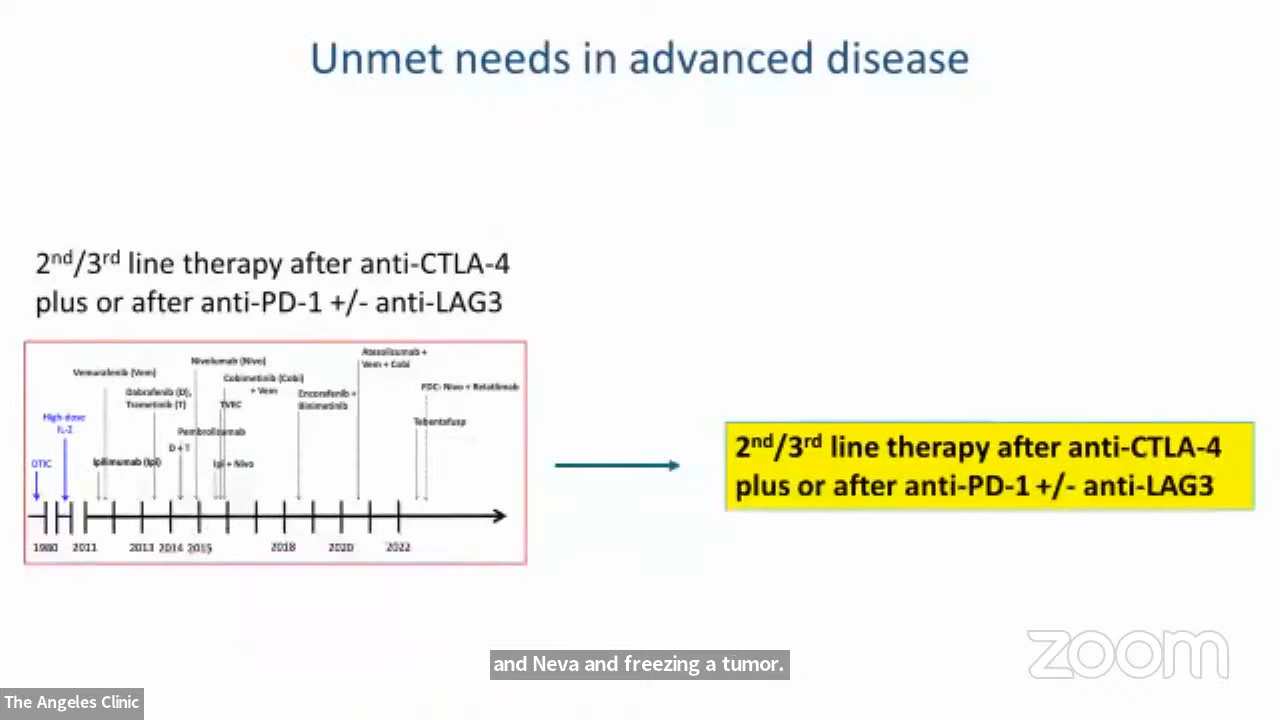 Unmet needs in advanced disease
2nd/3rd line therapy after anti-CTLA-4
plus or after anti-PD-1 +/- anti-LAG3
Atezolizumab +
Vem + Cobi
Nivolumab (Nivo)
Vemurafenib (Vem)
Cobimetinib (Cobi)
+ Vem
FDC: Nivo + Relatlimab
Dabrafenib (D),
Trametinib (T)
Encorafenib +
Binimetinib
TVEC
High-dose
IL-2
Tebentafusp
Pembrolizumab
D + T
Ipilimumab (Ipi)
Ipi + Nivo
DTIC
1980 2011 2013 2014 2015 2018 2020 2022
2nd/3rd line therapy after anti-CTLA-4
plus or after anti-PD-1 +/- anti-LAG3
and Neva and freezing a tumor.
zoom
The Angeles Clinic